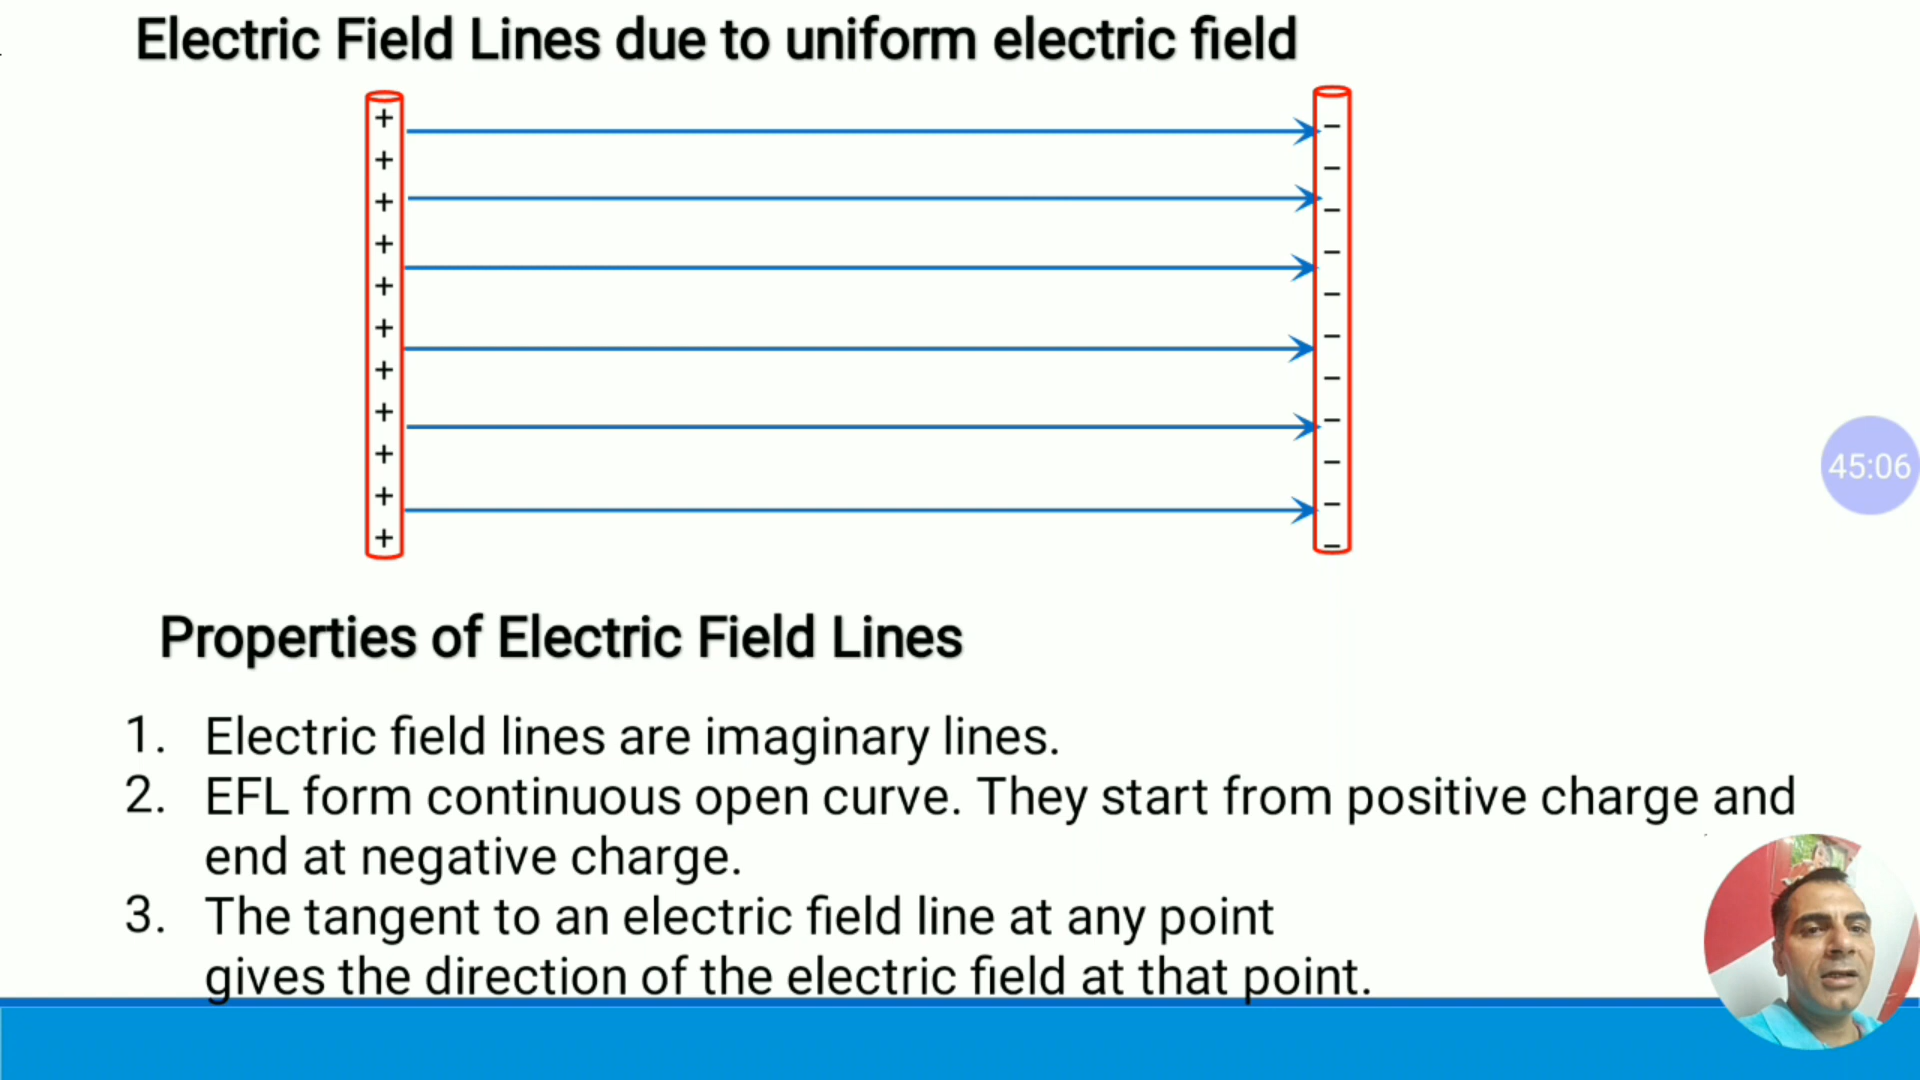 Electric Field Lines due to uniform electric field
+ −
+ −
+ −
+ −
+ −
+ −
+ −
+ −
+ −
+ −
+ −
45:06
Properties of Electric Field Lines
1. Electric field lines are imaginary lines.
2. EFL form continuous open curve. They start from positive charge and
end at negative charge.
3. The tangent to an electric field line at any point
gives the direction of the electric field at that point.